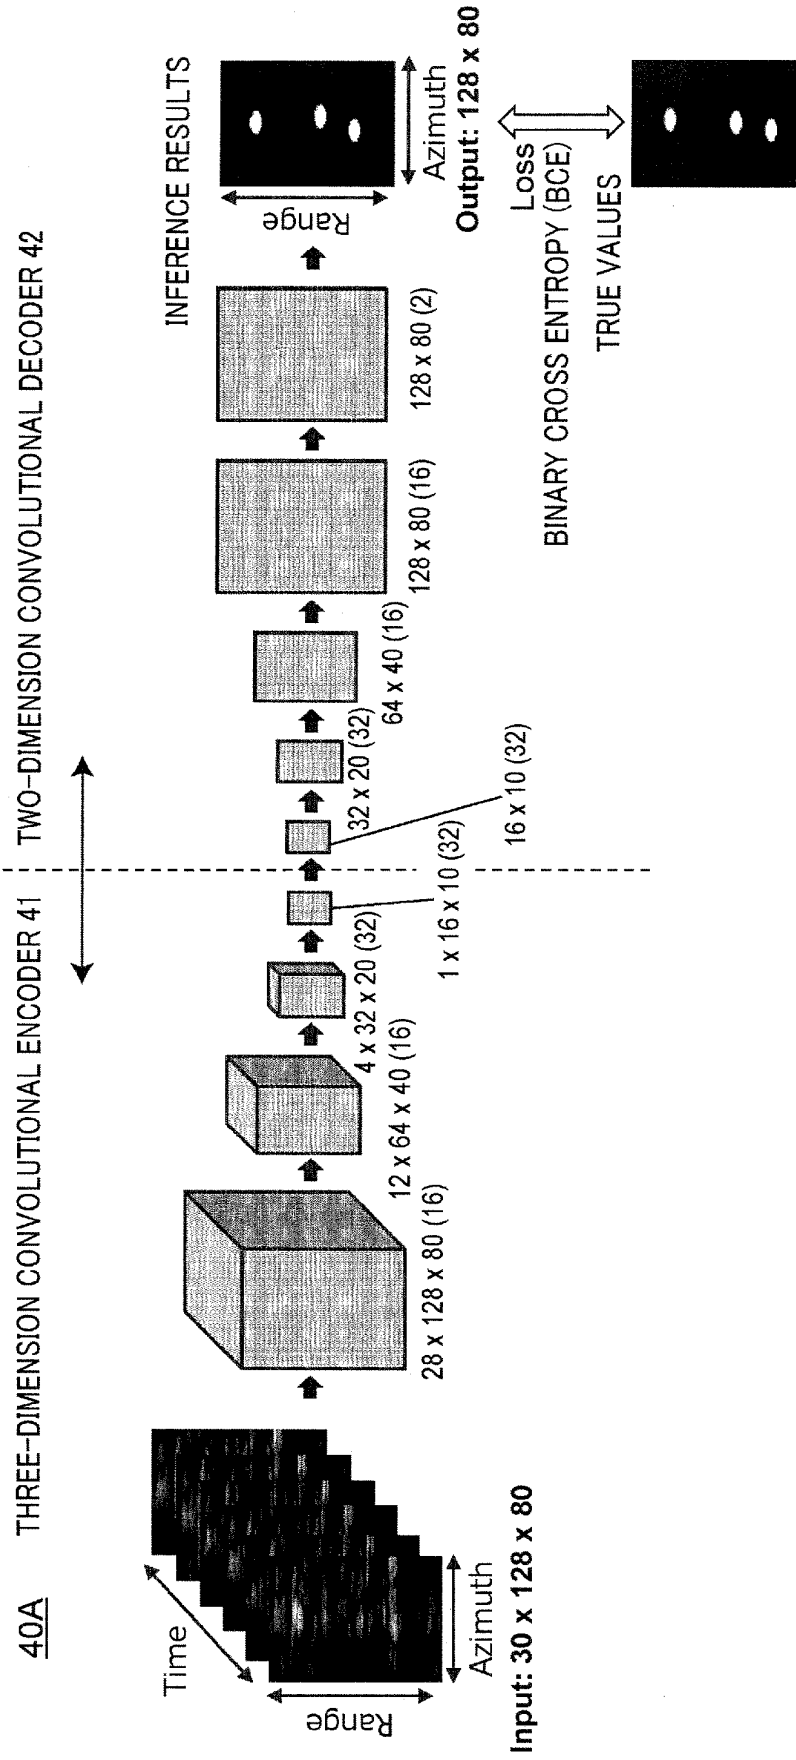 40A
THREE-DIMENSION CONVOLUTIONAL ENCODER 41
TWO-DIMENSION CONVOLUTIONAL DECODER 42
Time
Range
Azimuth
Input: 30 x 128 x 80
28 x 128 x 80 (16)
12 x 64 x 40 (16)
4 x 32 x 20 (32)
1 x 16 x 10 (32)
16 x 10 (32)
32 x 20 (32)
64 x 40 (16)
128 x 80 (16)
128 x 80 (2)
INFERENCE RESULTS
Range
Azimuth
Output: 128 x 80
Loss
BINARY CROSS ENTROPY (BCE)
TRUE VALUES